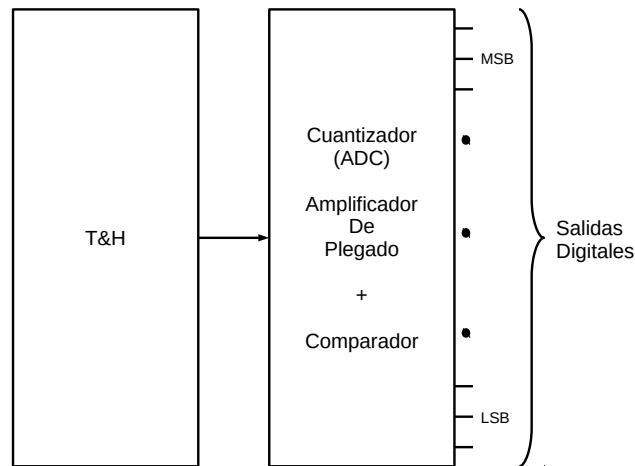 MSB
Cuantizador
(ADC)
Amplificador
De
Plegado
T&H
Salidas
Digitales
+
Comparador
LSB